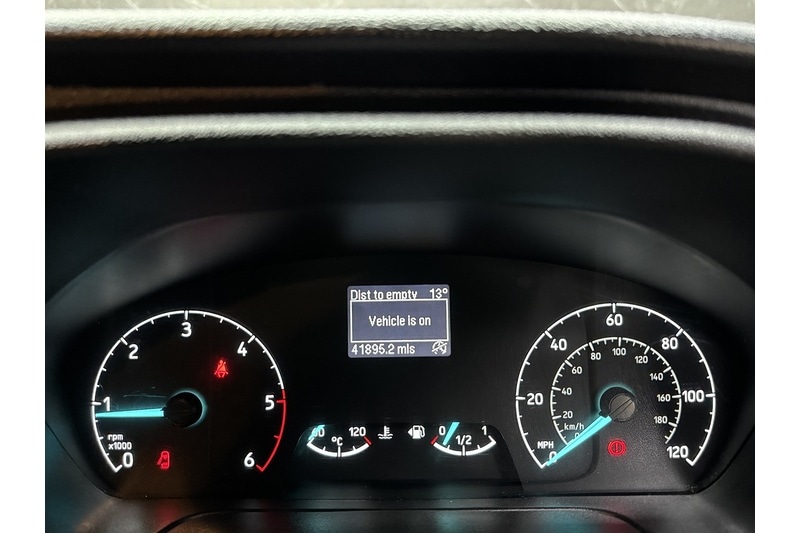 Dist to empty 13°
Vehicle is on
41895.2 mls
0 1 2 3 4 5 6
rpm
x1000
60 120
°C
0 1/2 1
0 20 40 60 80 100 120
MPH
0 20 40 60 80 100 120 140 160 180
km/h